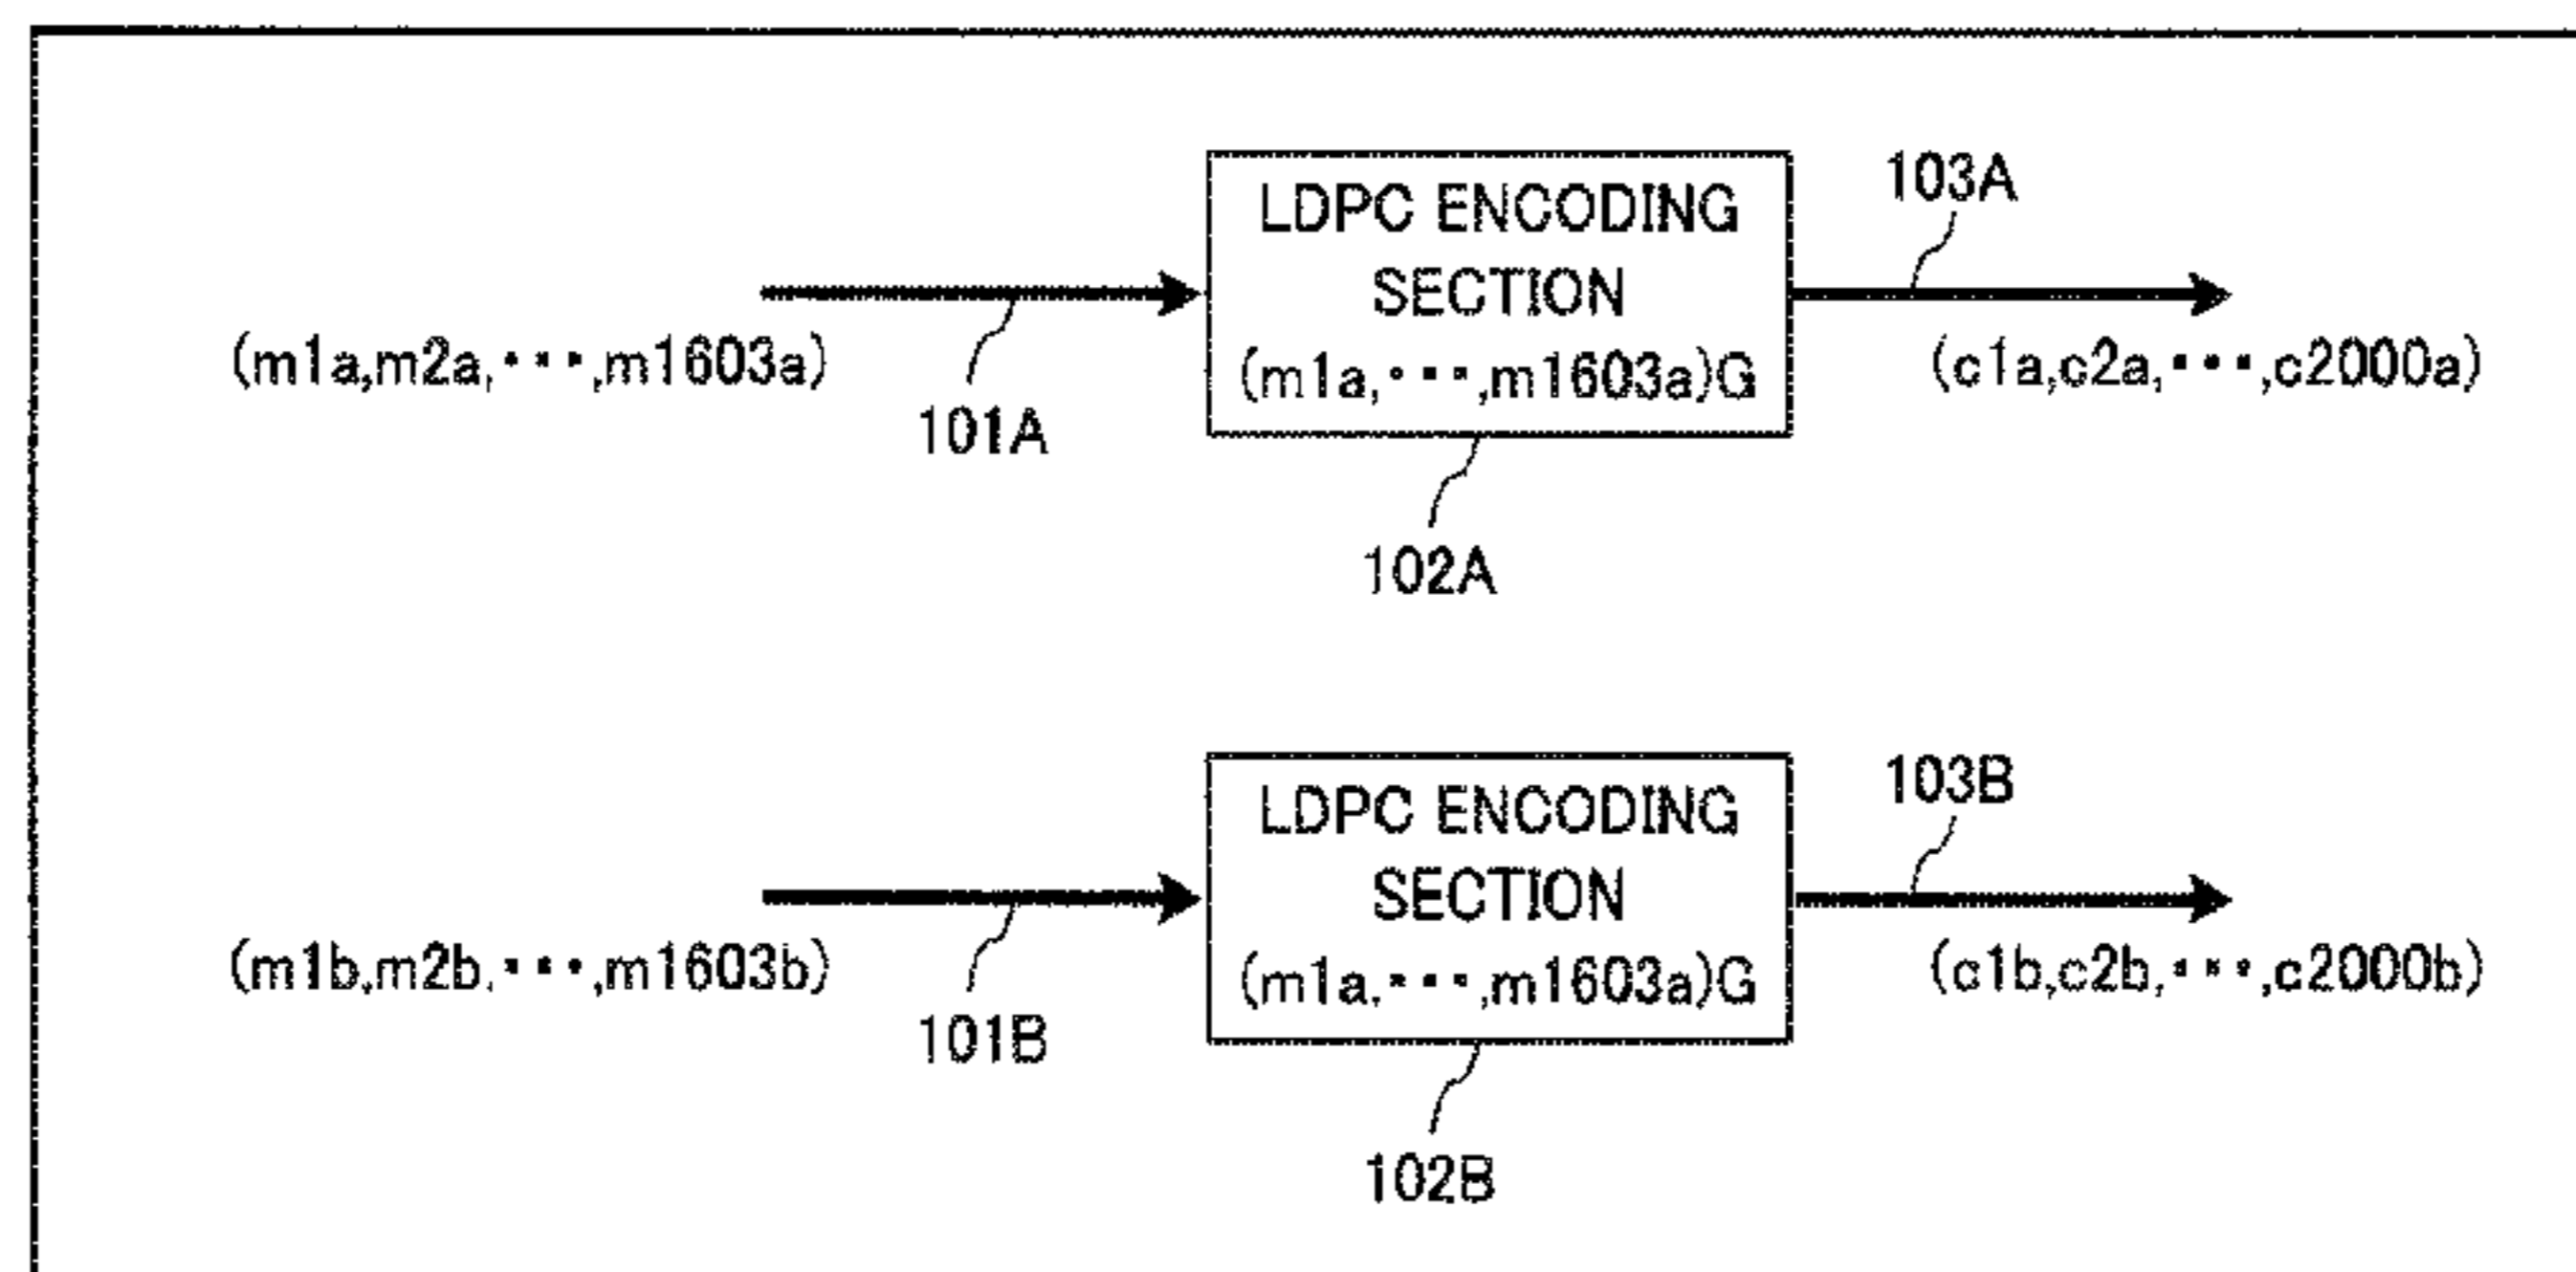 LDPC ENCODING
SECTION
(m1a,･･･,m1603a)G
103A
(m1a,m2a,･･･,m1603a)
(c1a,c2a,･･･,c2000a)
101A
102A
LDPC ENCODING
SECTION
(m1a,･･･,m1603a)G
103B
(m1b,m2b,･･･,m1603b)
(c1b,c2b,･･･,c2000b)
101B
102B